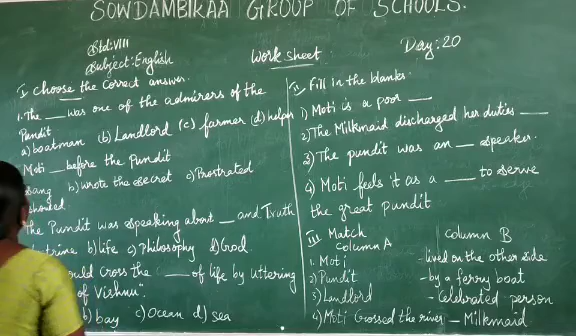 SOWDAMBIKAA GROUP OF SCHOOLS.
Std:VIII
Subject:English
Work sheet
Day:20
I, Choose the correct answer.
1. The ___ was one of the admirers of the
Pundit
a) boatman (b) Landlord (c) farmer (d) helper
Moti ___ before the Pundit
Sang b) wrote the secret c) Prostrated
shouted
The Pundit was speaking about ___ and Truth
b) life c) Philosophy d) God
could cross the ___ of life by uttering
of Vishnu".
b) bay c) Ocean d) Sea
II, Fill in the blanks.
1) Moti is a poor ___
2) The Milkmaid discharged her duties ___
3) The pundit was an ___ speaker.
4) Moti feels it as a ___ to serve
the great pundit
III Match
Column A
Column B
1. Moti - lived on the other side
2) Pundit - by a ferry boat
3) Landlord - Celebrated person
4) Moti Crossed the river - Milkmaid